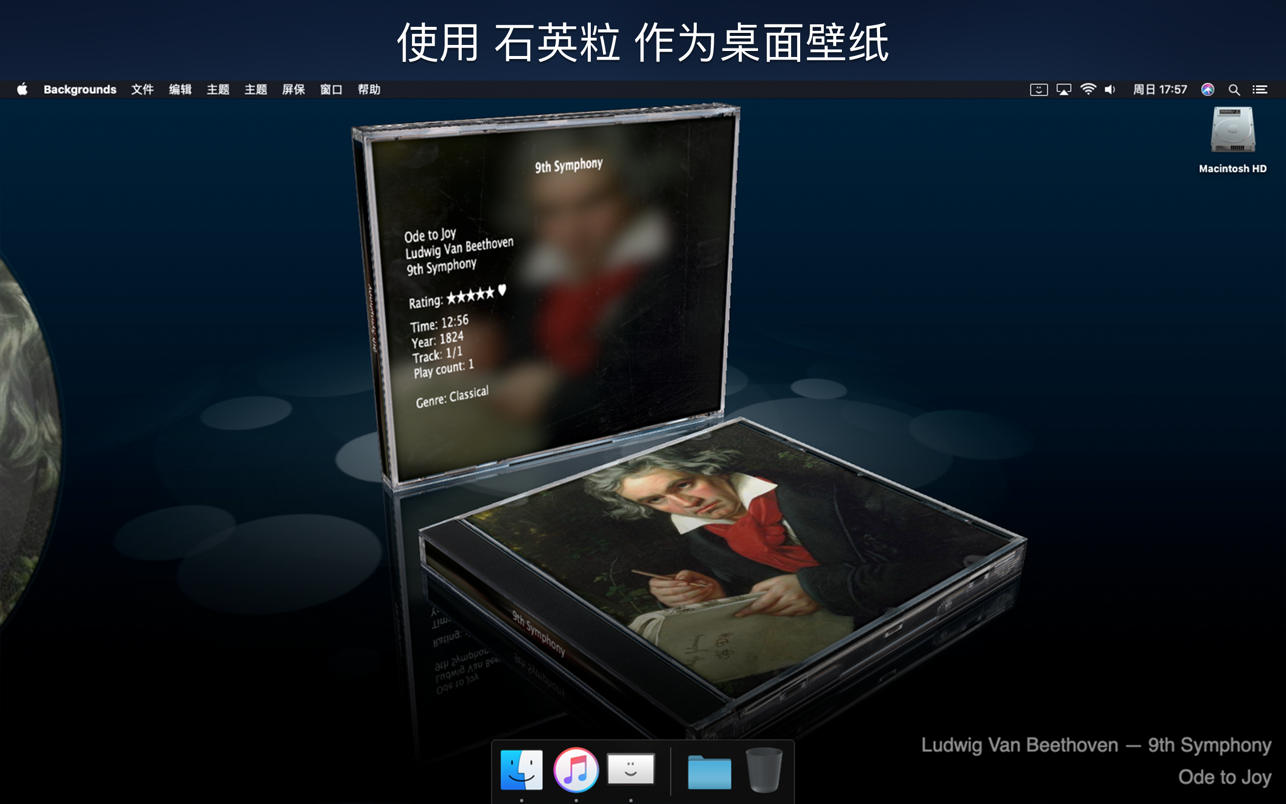 使用 石英粒 作为桌面壁纸
Backgrounds 文件 编辑 主题 主题 屏保 窗口 帮助
周日 17:57
Macintosh HD
9th Symphony
Ode to Joy
Ludwig Van Beethoven
9th Symphony
Rating: ★★★★★ ♥
Time: 12:56
Year: 1824
Track: 1/1
Play count: 1
Genre: Classical
9th Symphony
9th Symphony
Ludwig Van Beethoven — 9th Symphony
Ode to Joy